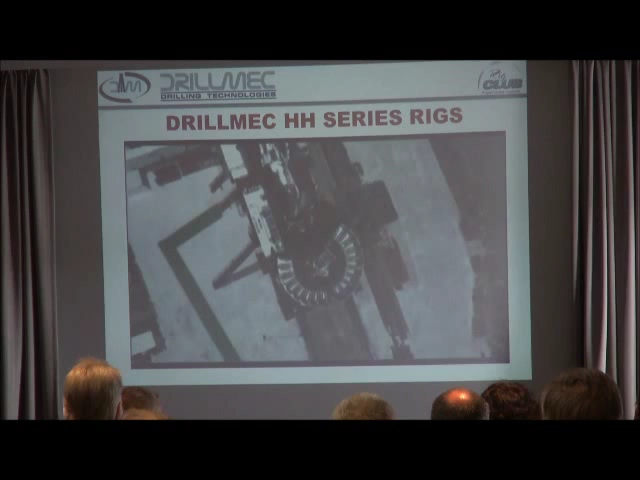 DRILLMEC
DRILLING TECHNOLOGIES
CLUB
DRILLMEC HH SERIES RIGS